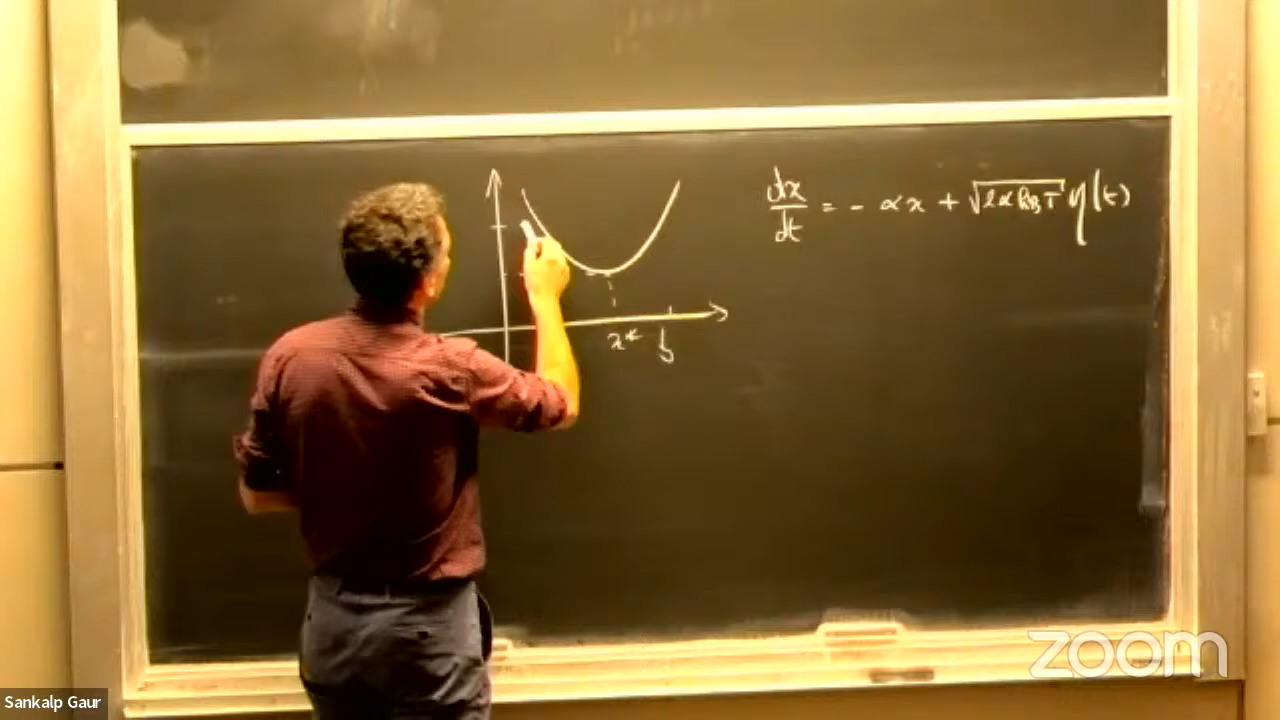 dx/dt = - αx + √2αk_BT η(t)
x* b
zoom
Sankalp Gaur